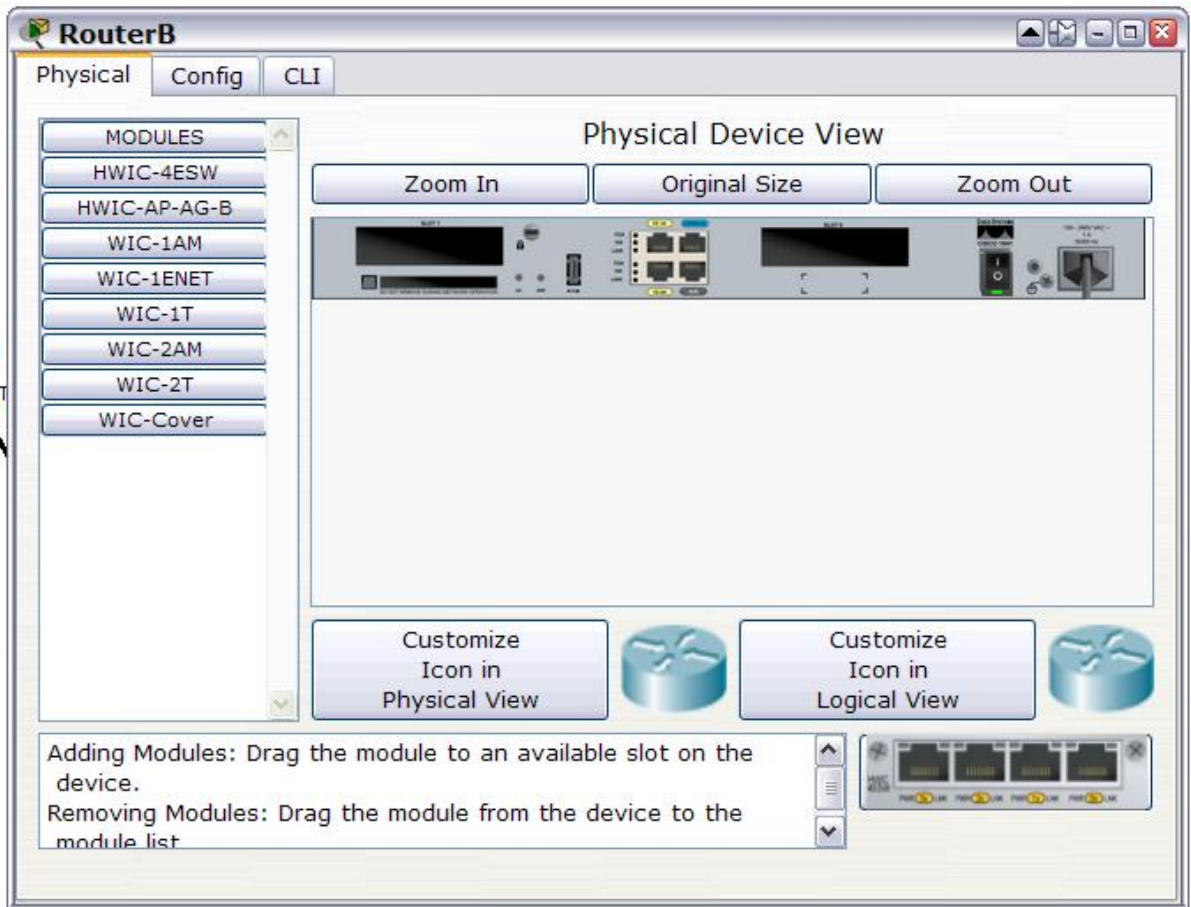 RouterB
Physical
Config
CLI
MODULES
HWIC-4ESW
HWIC-AP-AG-B
WIC-1AM
WIC-1ENET
WIC-1T
WIC-2AM
WIC-2T
WIC-Cover
Physical Device View
Zoom In
Original Size
Zoom Out
Customize
Icon in
Physical View
Customize
Icon in
Logical View
Adding Modules: Drag the module to an available slot on the
device.
Removing Modules: Drag the module from the device to the
module list